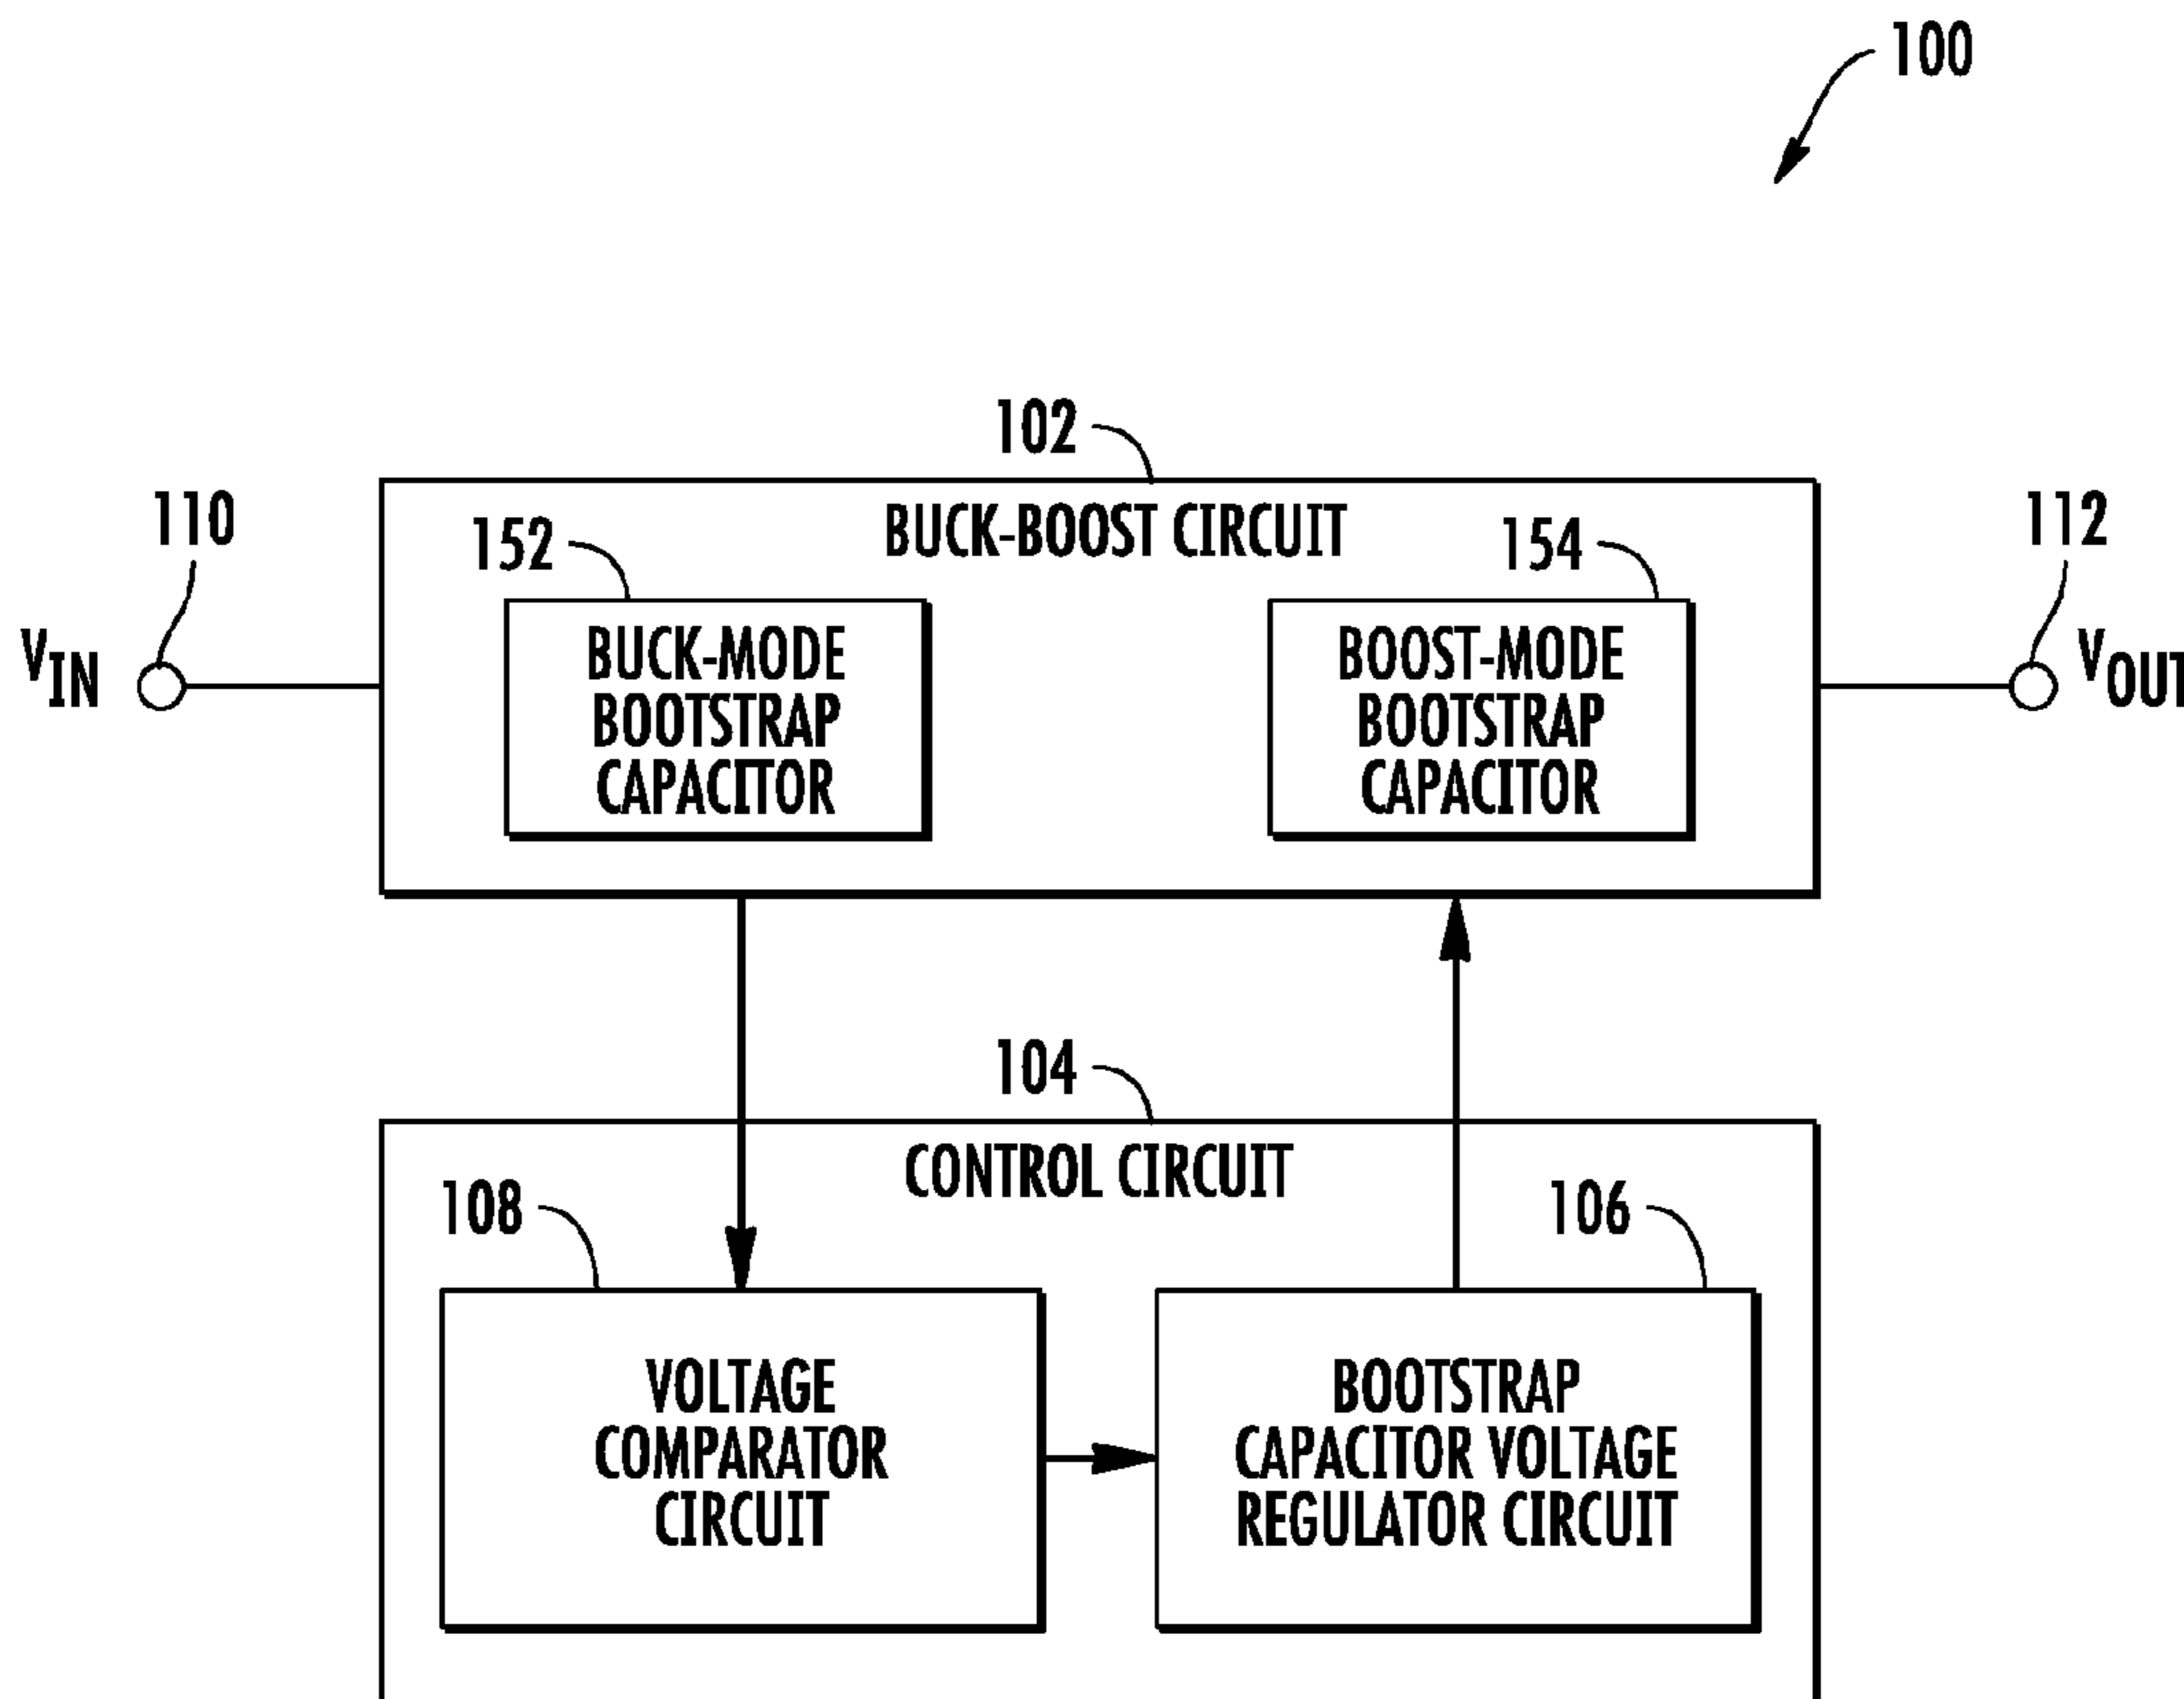 100
102
BUCK-BOOST CIRCUIT
110
152
154
112
VIN
BUCK-MODE
BOOTSTRAP
CAPACITOR
BOOST-MODE
BOOTSTRAP
CAPACITOR
VOUT
104
CONTROL CIRCUIT
108
106
VOLTAGE
COMPARATOR
CIRCUIT
BOOTSTRAP
CAPACITOR VOLTAGE
REGULATOR CIRCUIT